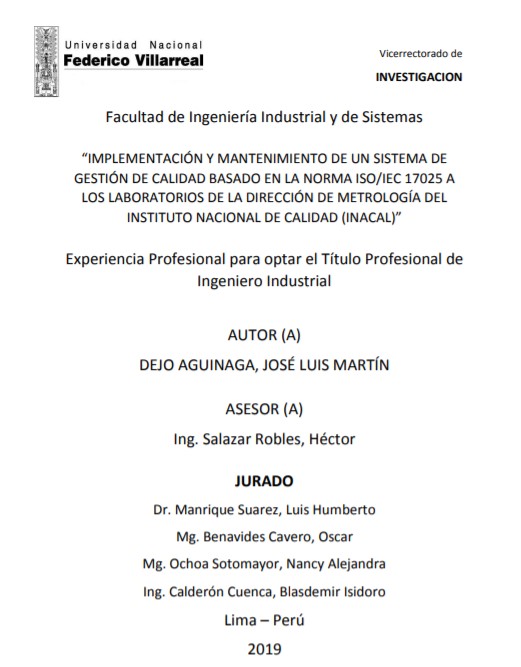 Universidad Nacional
Federico Villarreal
Vicerrectorado de
INVESTIGACION
Facultad de Ingeniería Industrial y de Sistemas
“IMPLEMENTACIÓN Y MANTENIMIENTO DE UN SISTEMA DE
GESTIÓN DE CALIDAD BASADO EN LA NORMA ISO/IEC 17025 A
LOS LABORATORIOS DE LA DIRECCIÓN DE METROLOGÍA DEL
INSTITUTO NACIONAL DE CALIDAD (INACAL)”
Experiencia Profesional para optar el Título Profesional de
Ingeniero Industrial
AUTOR (A)
DEJO AGUINAGA, JOSÉ LUIS MARTÍN
ASESOR (A)
Ing. Salazar Robles, Héctor
JURADO
Dr. Manrique Suarez, Luis Humberto
Mg. Benavides Cavero, Oscar
Mg. Ochoa Sotomayor, Nancy Alejandra
Ing. Calderón Cuenca, Blasdemir Isidoro
Lima – Perú
2019